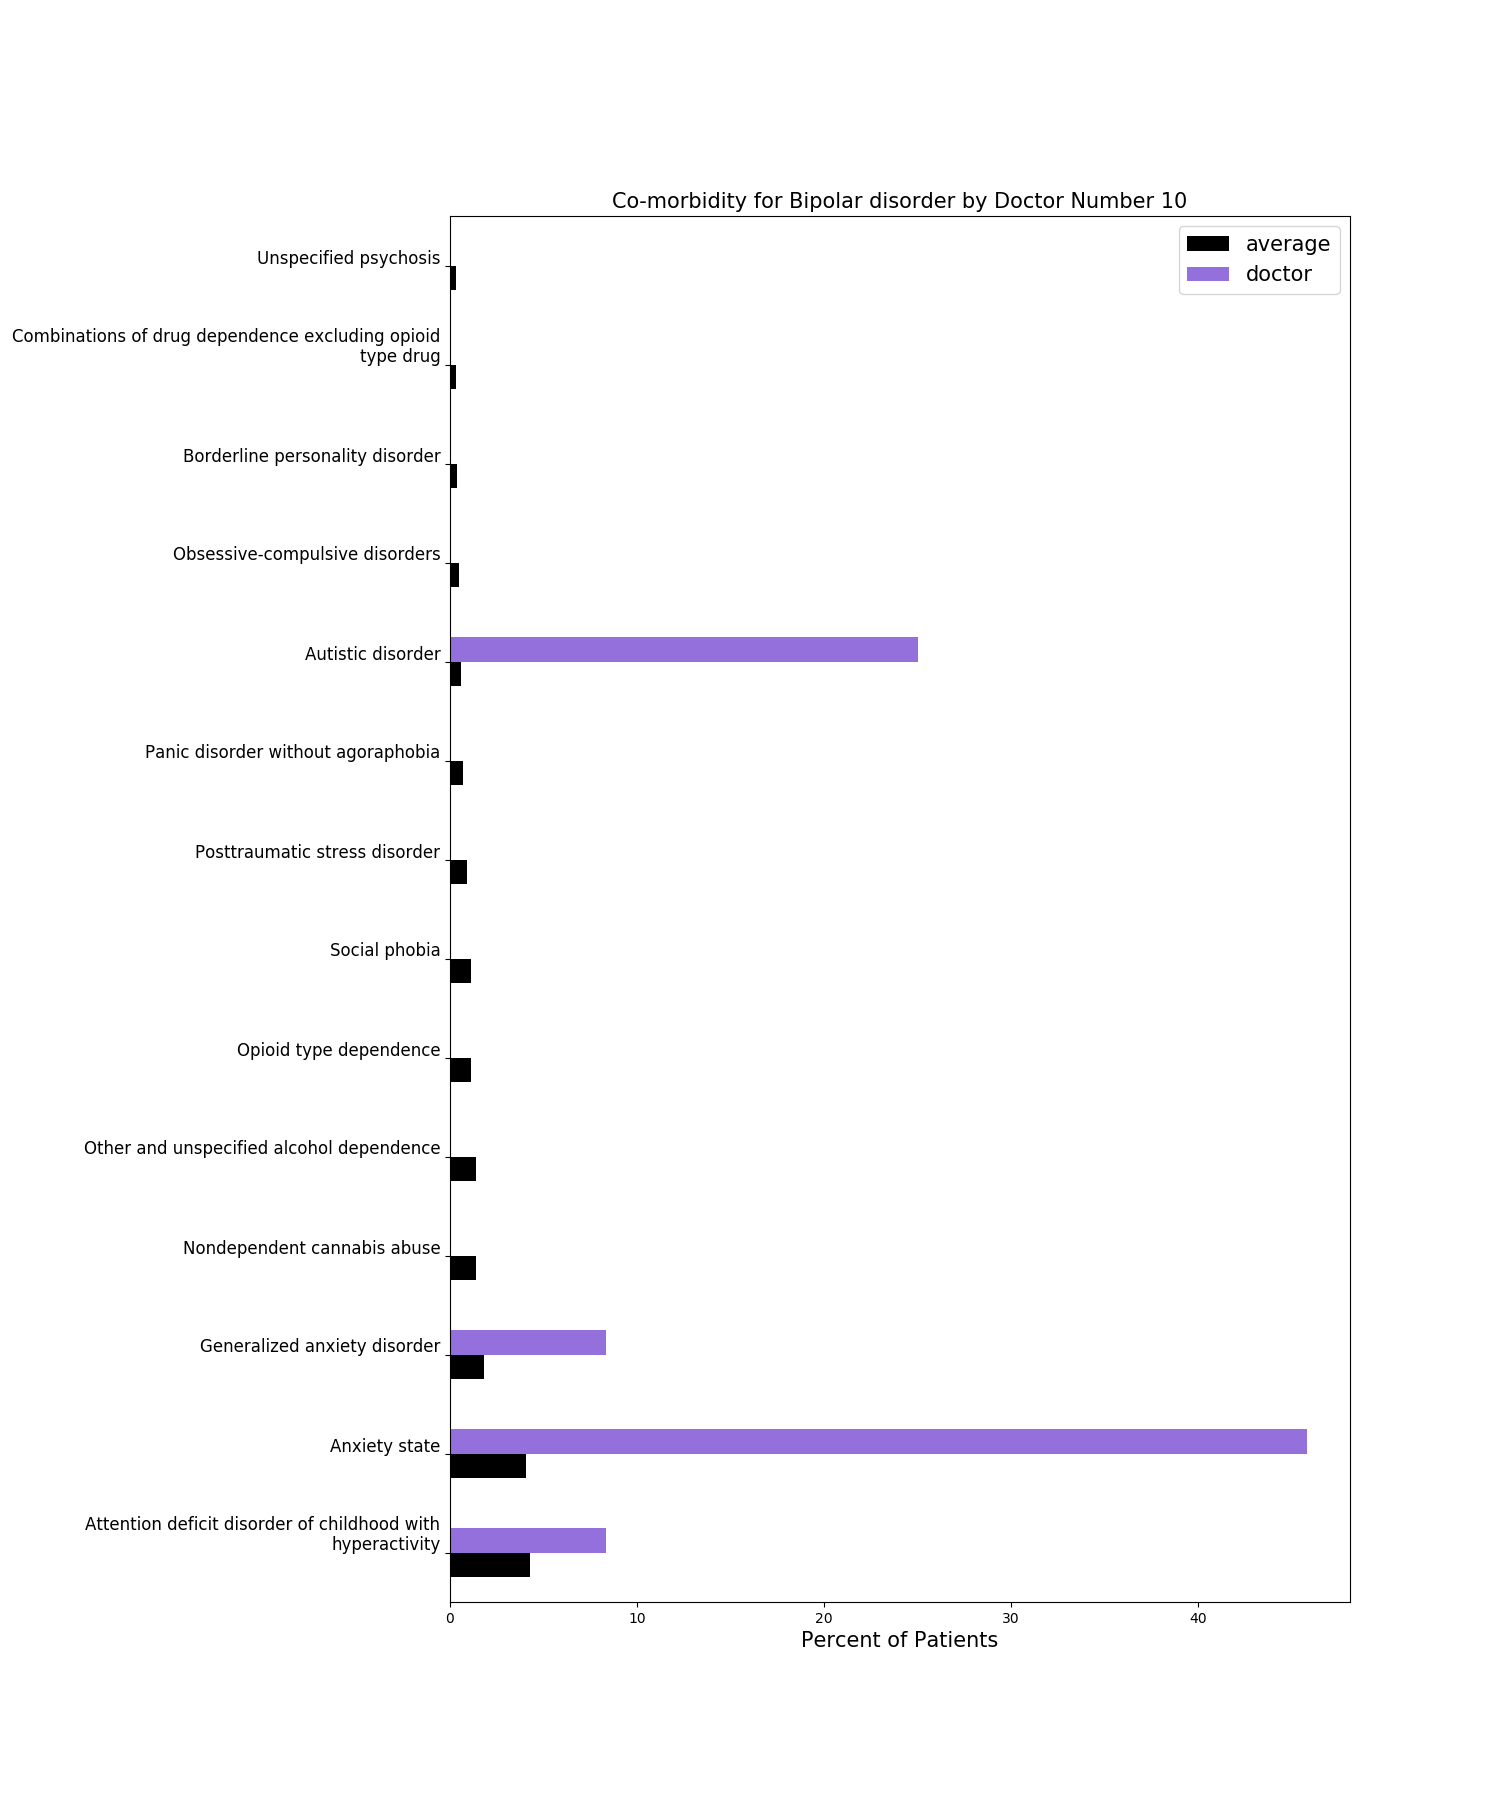 Co-morbidity for Bipolar disorder by Doctor Number 10
average
doctor
Unspecified psychosis
Combinations of drug dependence excluding opioid
type drug
Borderline personality disorder
Obsessive-compulsive disorders
Autistic disorder
Panic disorder without agoraphobia
Posttraumatic stress disorder
Social phobia
Opioid type dependence
Other and unspecified alcohol dependence
Nondependent cannabis abuse
Generalized anxiety disorder
Anxiety state
Attention deficit disorder of childhood with
hyperactivity
0 10 20 30 40
Percent of Patients